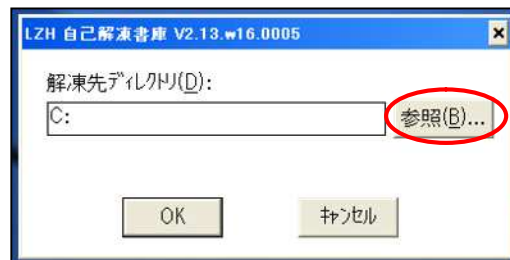 LZH 自己解凍書庫 V2.13.w16.0005
解凍先ﾃﾞｨﾚｸﾄﾘ(D):
C:
参照(B)...
OK
ｷｬﾝｾﾙ